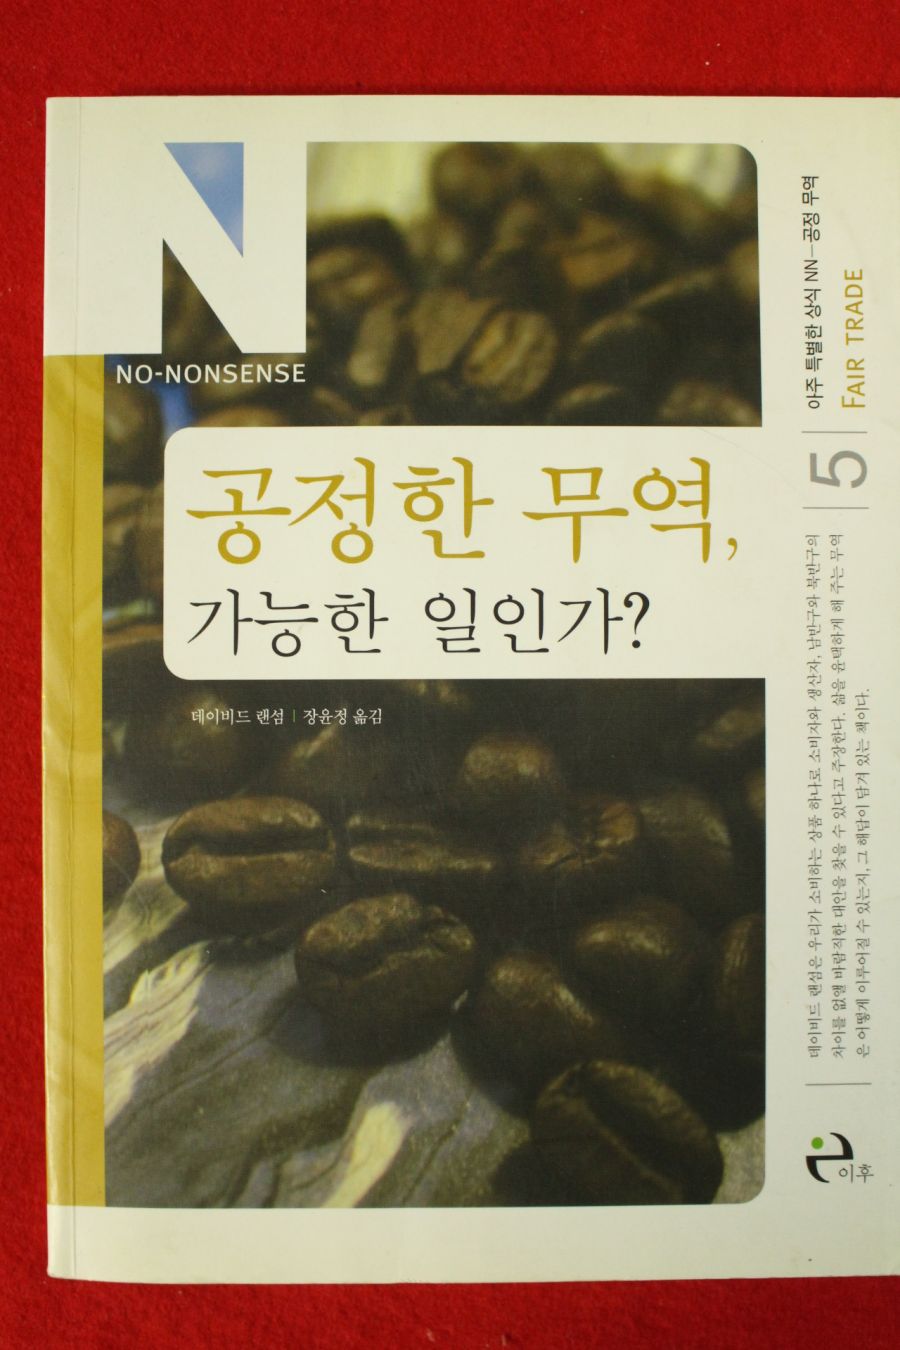 N
NO-NONSENSE
공정한 무역,
가능한 일인가?
데이비드 랜섬 | 장윤정 옮김
아주 특별한 상식 NN—공정 무역
FAIR TRADE
5
데이비드 랜섬은 우리가 소비하는 상품 하나로 소비자와 생산자, 남반구와 북반구의
차이를 없앨 바람직한 대안을 찾을 수 있다고 주장한다. 삶을 윤택하게 해 주는 무역
은 어떻게 이루어질 수 있는지, 그 해답이 담겨 있는 책이다.
이후